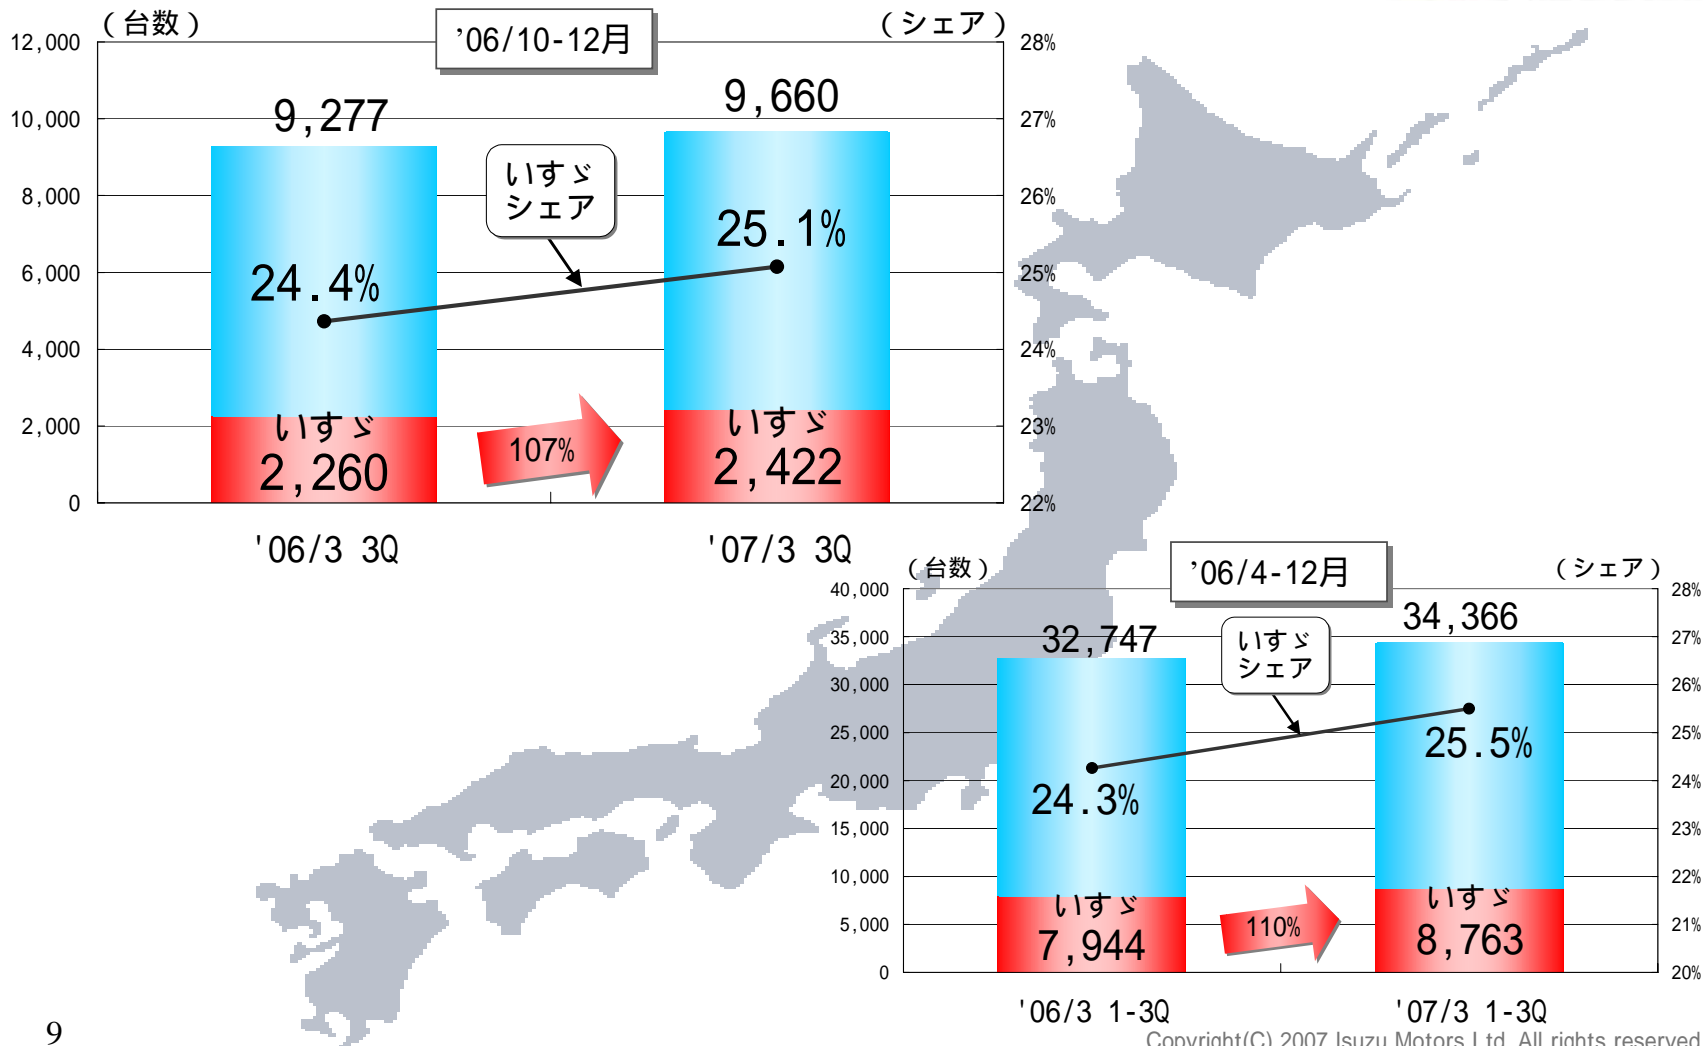 （台数）
'06/10-12月
（シェア）
12,000
10,000
8,000
6,000
4,000
2,000
0
28%
27%
26%
25%
24%
23%
22%
9,277
9,660
いすゞ
シェア
24.4%
25.1%
いすゞ
2,260
107%
いすゞ
2,422
'06/3 3Q
'07/3 3Q
（台数）
'06/4-12月
（シェア）
40,000
35,000
30,000
25,000
20,000
15,000
10,000
5,000
0
28%
27%
26%
25%
24%
23%
22%
21%
20%
32,747
34,366
いすゞ
シェア
24.3%
25.5%
いすゞ
7,944
110%
いすゞ
8,763
'06/3 1-3Q
'07/3 1-3Q
9
Copyright(C) 2007 Isuzu Motors Ltd. All rights reserved